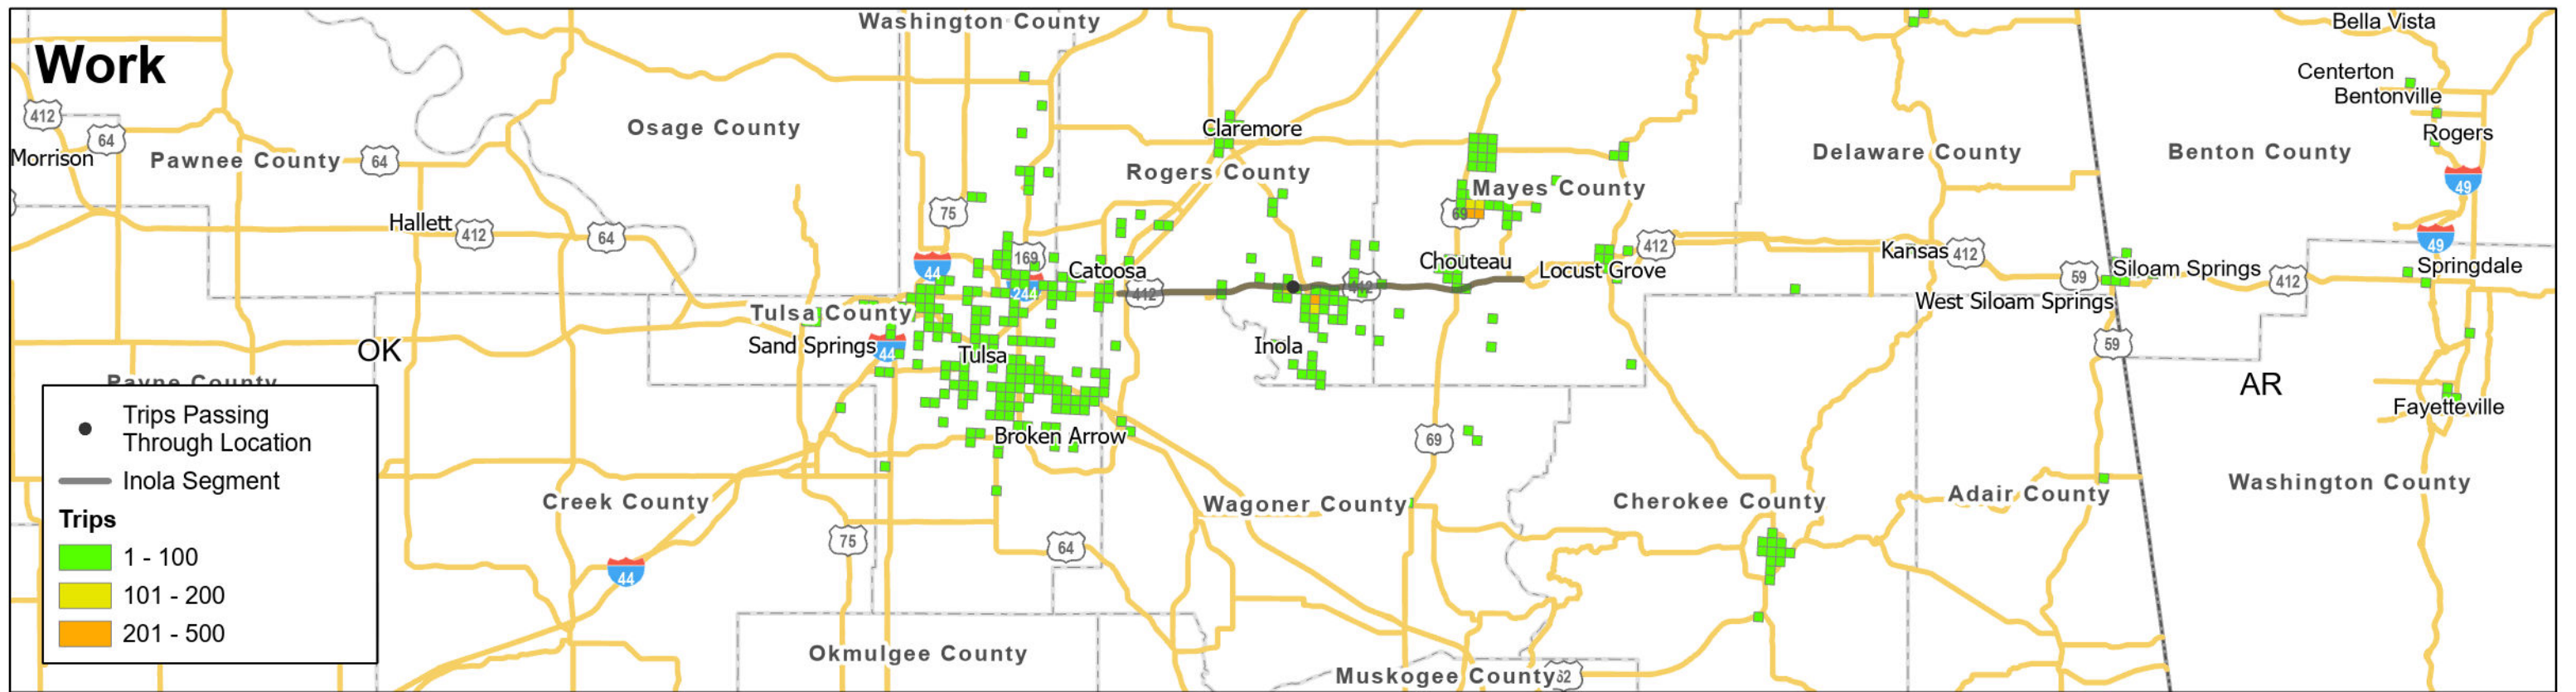 Washington County
Bella Vista
Work
Centerton
Bentonville
412
64
Osage County
Claremore
Rogers
Morrison
Pawnee County
64
Rogers County
Delaware County
Benton County
49
Mayes County
75
69
Hallett
412
64
412
Kansas
412
49
169
44
Catoosa
Chouteau
Locust Grove
59
Siloam Springs
412
Springdale
244
412
412
West Siloam Springs
Tulsa County
Sand Springs
44
Tulsa
Inola
59
OK
Payne County
AR
Fayetteville
Trips Passing
Through Location
Broken Arrow
69
Inola Segment
Washington County
Creek County
Wagoner County
Cherokee County
Adair County
Trips
75
64
1 - 100
44
101 - 200
201 - 500
Okmulgee County
Muskogee County
62